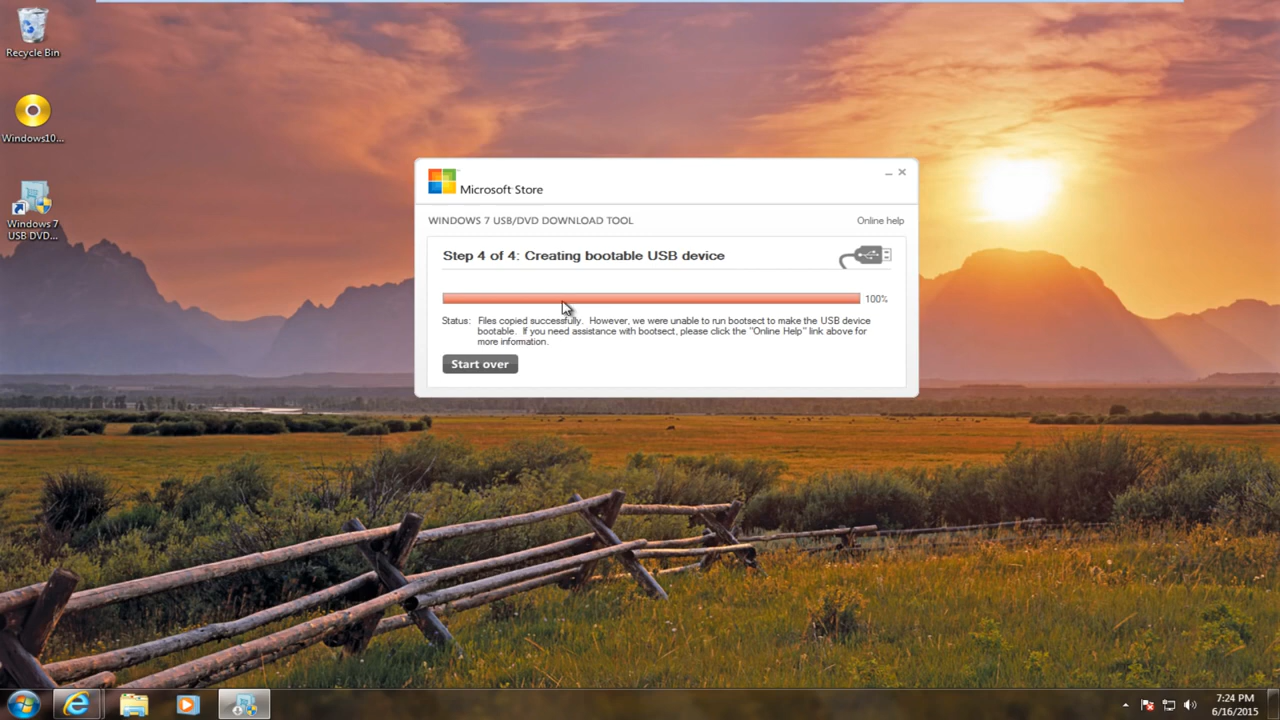 Recycle Bin
Windows10...
Windows 7
USB DVD...
Microsoft Store
WINDOWS 7 USB/DVD DOWNLOAD TOOL
Online help
Step 4 of 4: Creating bootable USB device
100%
Status: Files copied successfully. However, we were unable to run bootsect to make the USB device
bootable. If you need assistance with bootsect, please click the "Online Help" link above for
more information.
Start over
7:24 PM
6/16/2015